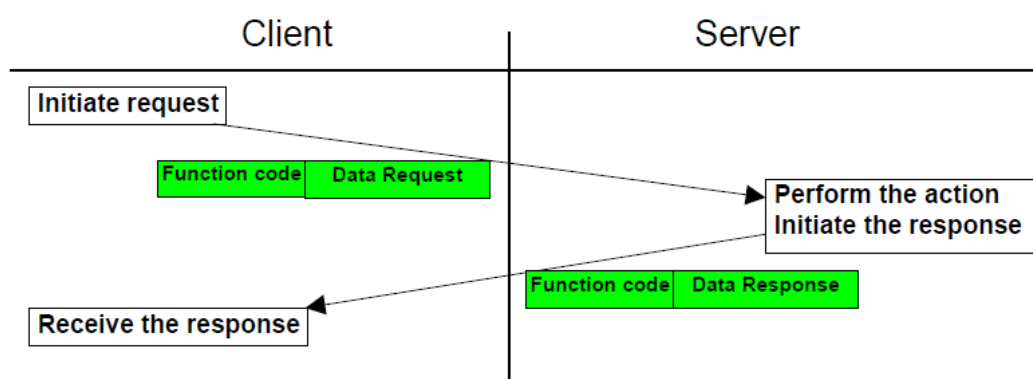 Client
Server
Initiate request
Function code
Data Request
Perform the action
Initiate the response
Function code
Data Response
Receive the response